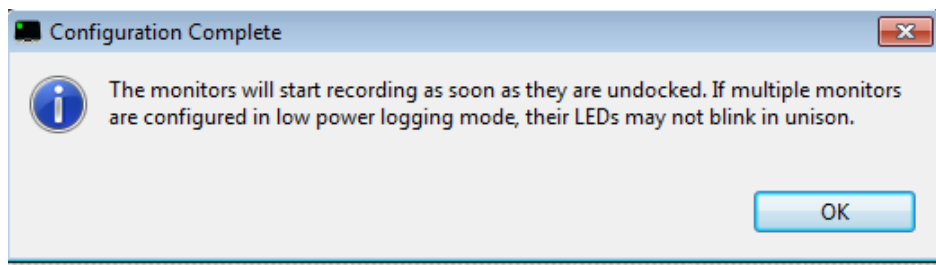 Configuration Complete
The monitors will start recording as soon as they are undocked. If multiple monitors
are configured in low power logging mode, their LEDs may not blink in unison.
OK